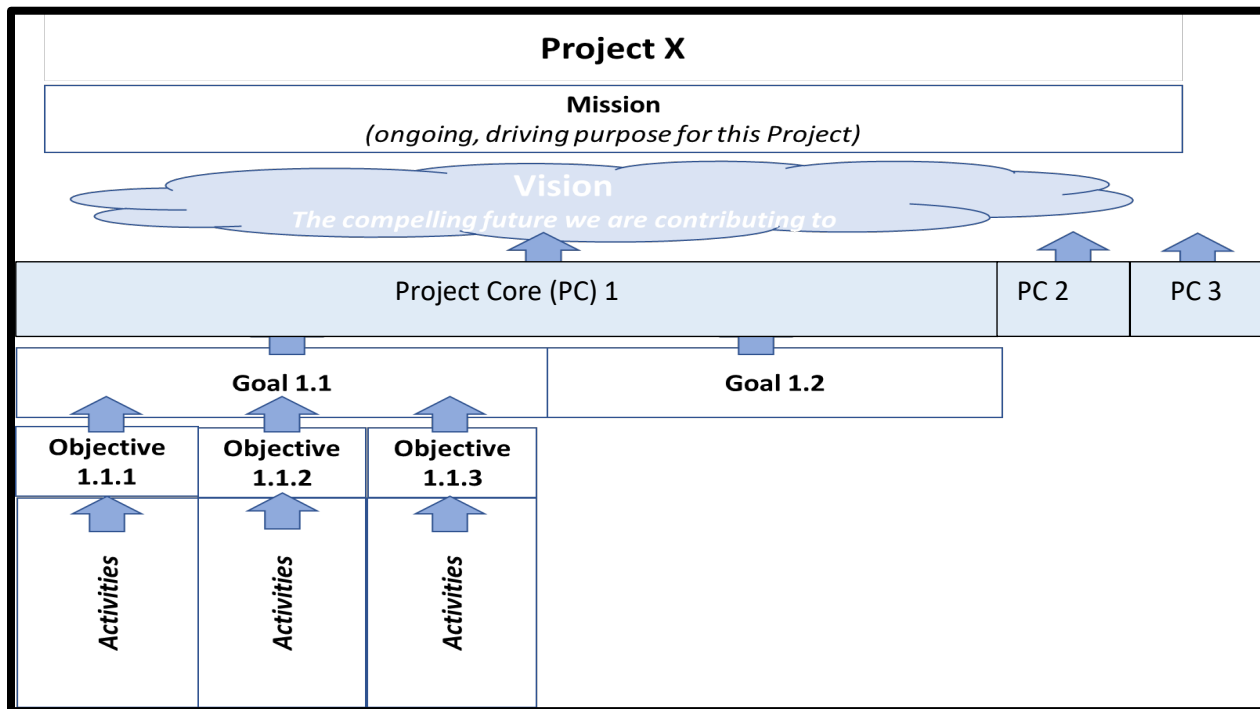 Project X
Mission
(ongoing, driving purpose for this Project)
Vision
The compelling future we are contributing to
Project Core (PC) 1
PC 2
PC 3
Goal 1.1
Goal 1.2
Objective
1.1.1
Objective
1.1.2
Objective
1.1.3
Activities
Activities
Activities